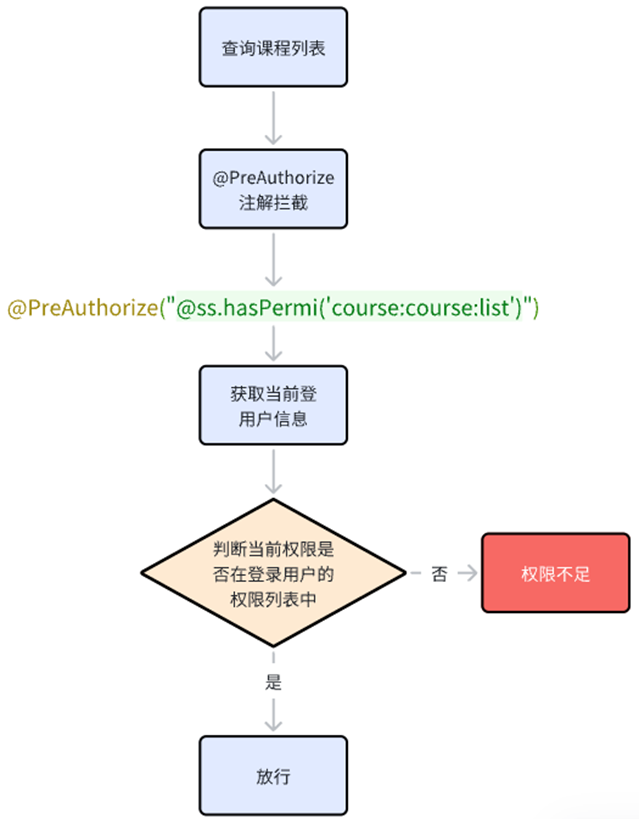 查询课程列表
@PreAuthorize
注解拦截
@PreAuthorize("@ss.hasPermi('course:course:list')")
获取当前登
用户信息
判断当前权限是
否在登录用户的
权限列表中
否
权限不足
是
放行